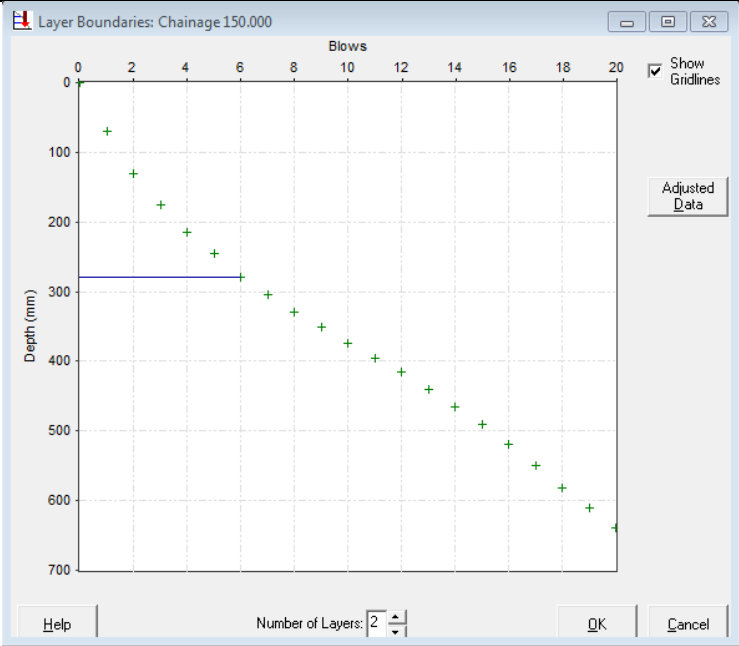 Layer Boundaries: Chainage 150.000
Blows
0 2 4 6 8 10 12 14 16 18 20
Show
Gridlines
0
100
Adjusted
Data
200
300
Depth (mm)
400
500
600
700
Help
Number of Layers: 2
OK
Cancel